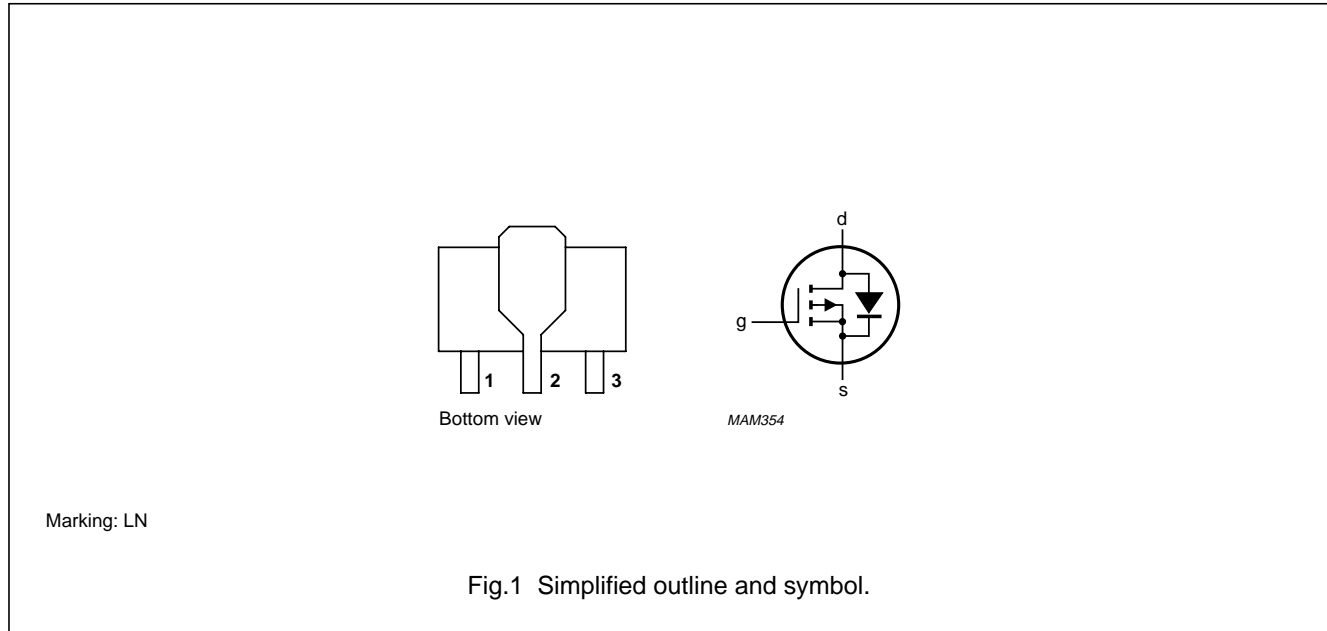 d
g
s
1 2 3
Bottom view
MAM354
Marking: LN
Fig.1 Simplified outline and symbol.